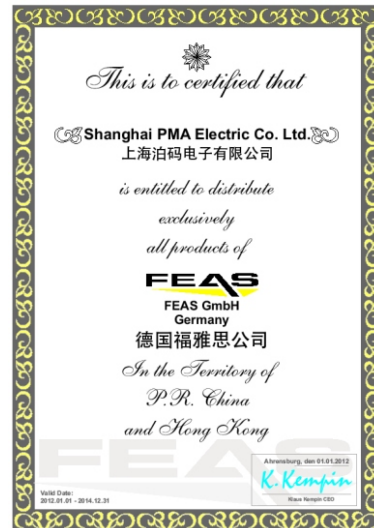 This is to certified that
Shanghai PMA Electric Co. Ltd.
上海泊码电子有限公司
is entitled to distribute
exclusively
all products of
FEAS
FEAS GmbH
Germany
德国福雅思公司
In the Territory of
P.R. China
and Hong Kong
FEAS
Ahrensburg, den 01.01.2012
K. Kempin
Klaus Kempin CEO
Valid Date:
2012.01.01 - 2014.12.31